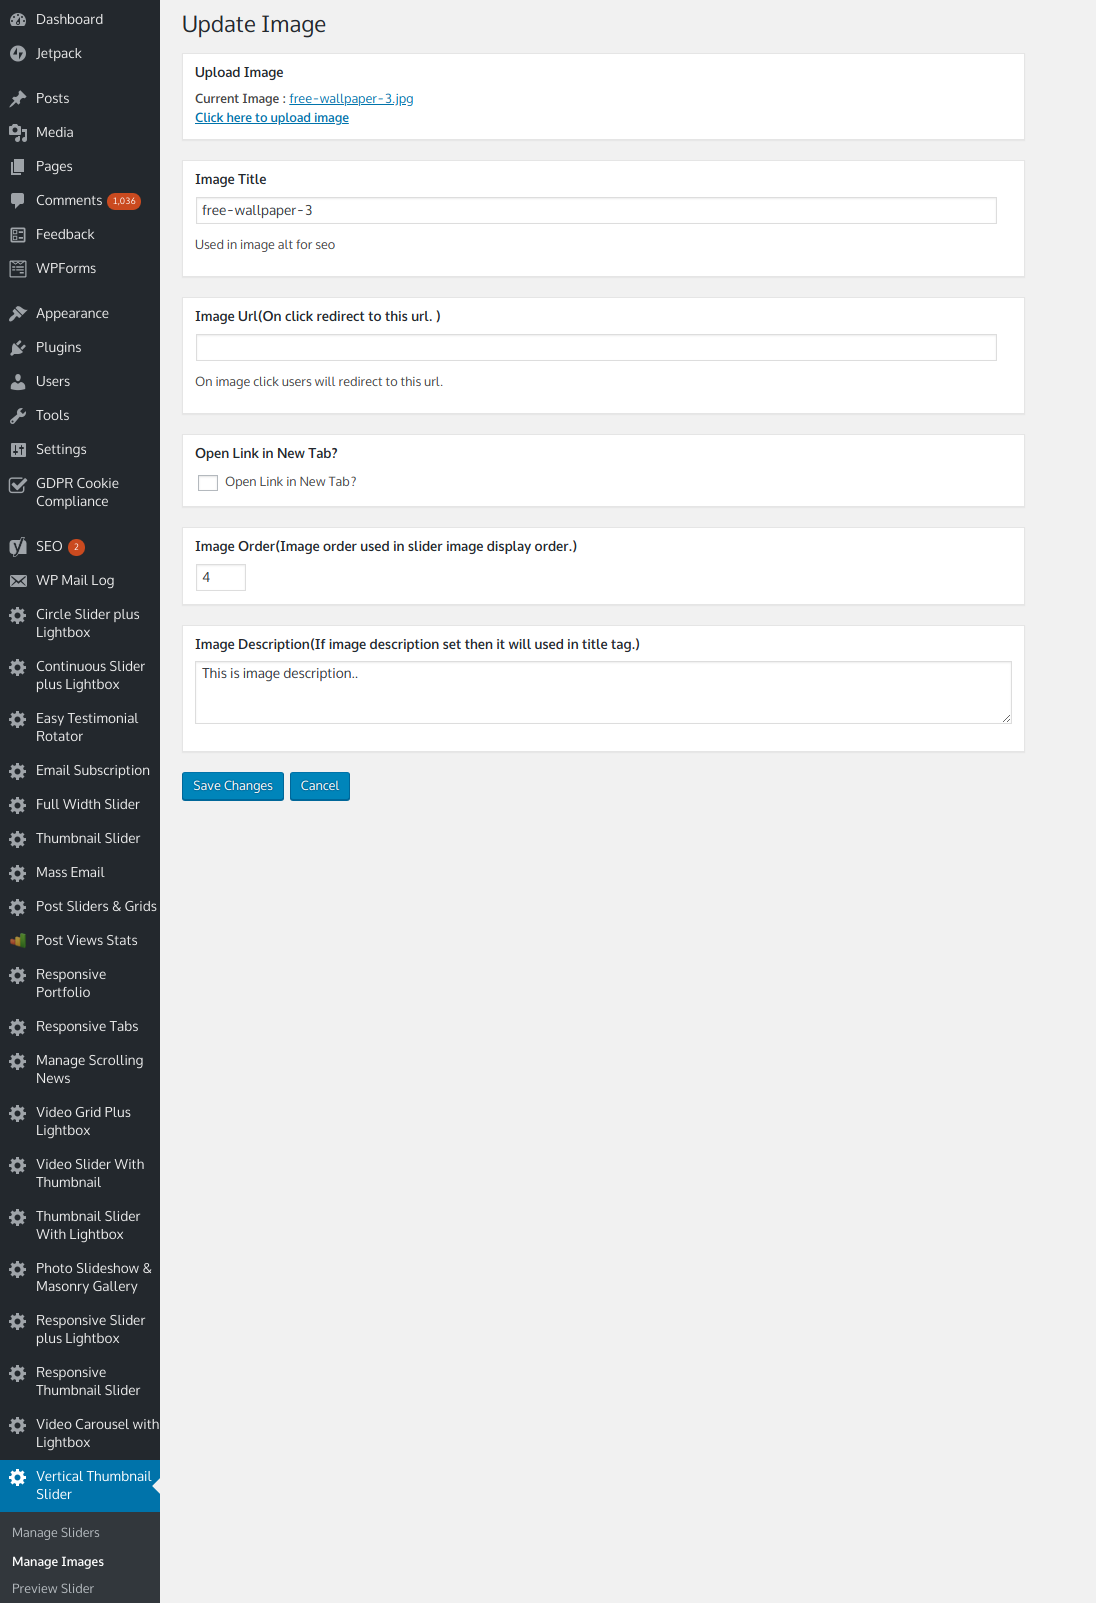 Dashboard
Jetpack
Posts
Media
Pages
Comments 1,036
Feedback
WPForms
Appearance
Plugins
Users
Tools
Settings
GDPR Cookie
Compliance
SEO 2
WP Mail Log
Circle Slider plus
Lightbox
Continuous Slider
plus Lightbox
Easy Testimonial
Rotator
Email Subscription
Full Width Slider
Thumbnail Slider
Mass Email
Post Sliders & Grids
Post Views Stats
Responsive
Portfolio
Responsive Tabs
Manage Scrolling
News
Video Grid Plus
Lightbox
Video Slider With
Thumbnail
Thumbnail Slider
With Lightbox
Photo Slideshow &
Masonry Gallery
Responsive Slider
plus Lightbox
Responsive
Thumbnail Slider
Video Carousel with
Lightbox
Vertical Thumbnail
Slider
Manage Sliders
Manage Images
Preview Slider
Update Image
Upload Image
Current Image : free-wallpaper-3.jpg
Click here to upload image
Image Title
free-wallpaper-3
Used in image alt for seo
Image Url(On click redirect to this url. )
On image click users will redirect to this url.
Open Link in New Tab?
Open Link in New Tab?
Image Order(Image order used in slider image display order.)
4
Image Description(If image description set then it will used in title tag.)
This is image description..
Save Changes
Cancel